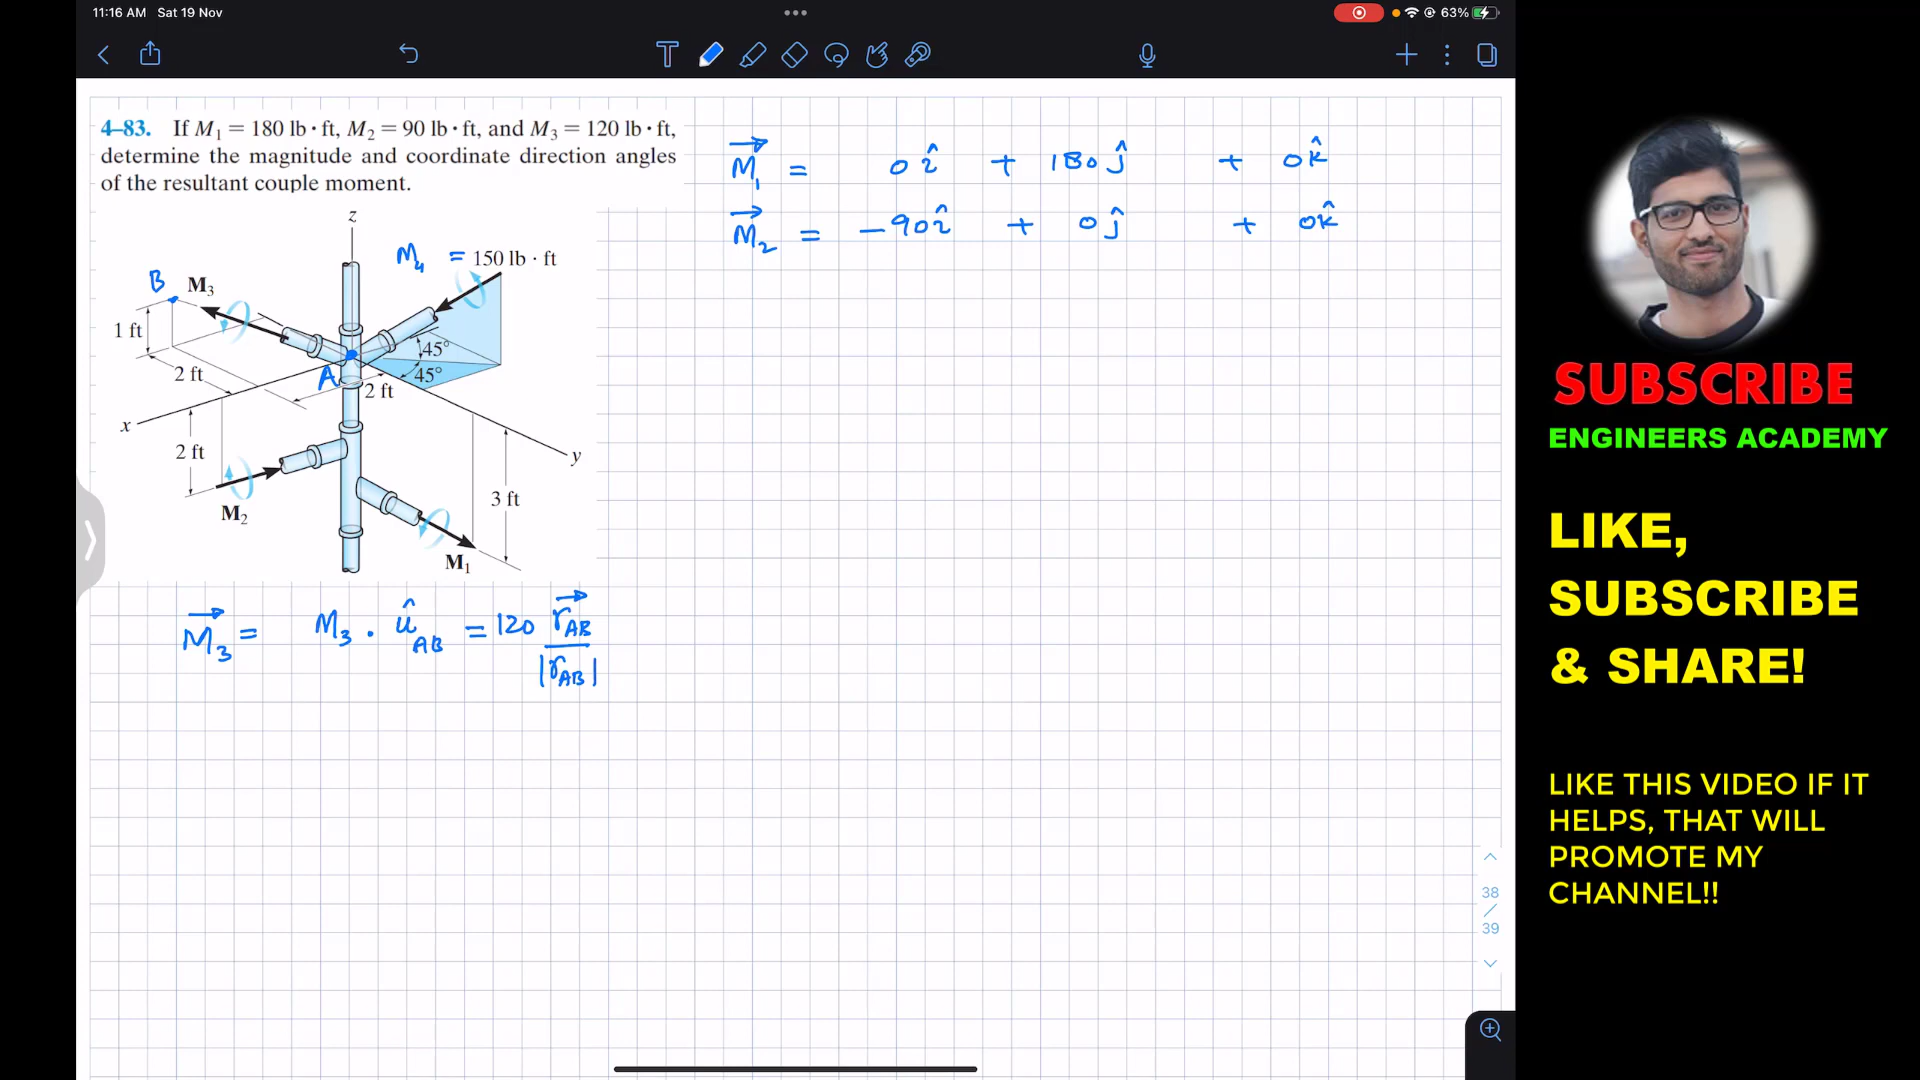 11:16 AM Sat 19 Nov
63%
4–83. If M₁ = 180 lb · ft, M₂ = 90 lb · ft, and M₃ = 120 lb · ft,
determine the magnitude and coordinate direction angles
of the resultant couple moment.
z
M₄ = 150 lb · ft
B
M₃
1 ft
45°
2 ft
A
45°
2 ft
x
y
2 ft
3 ft
M₂
M₁
M₁ = 0î + 180ĵ + 0k̂
M₂ = −90î + 0ĵ + 0k̂
M₃ = M₃ · û_AB = 120 r_AB / |r_AB|
38
/
39
SUBSCRIBE
ENGINEERS ACADEMY
LIKE,
SUBSCRIBE
& SHARE!
LIKE THIS VIDEO IF IT
HELPS, THAT WILL
PROMOTE MY
CHANNEL!!